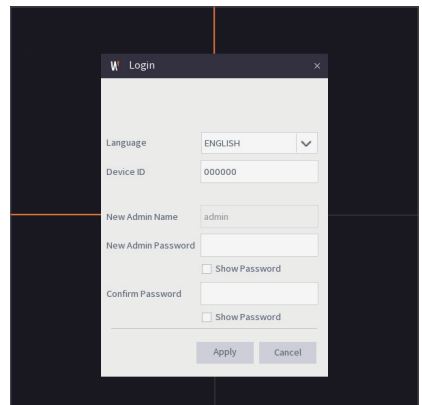 Login
Language ENGLISH
Device ID 000000
New Admin Name admin
New Admin Password
Show Password
Confirm Password
Show Password
Apply Cancel